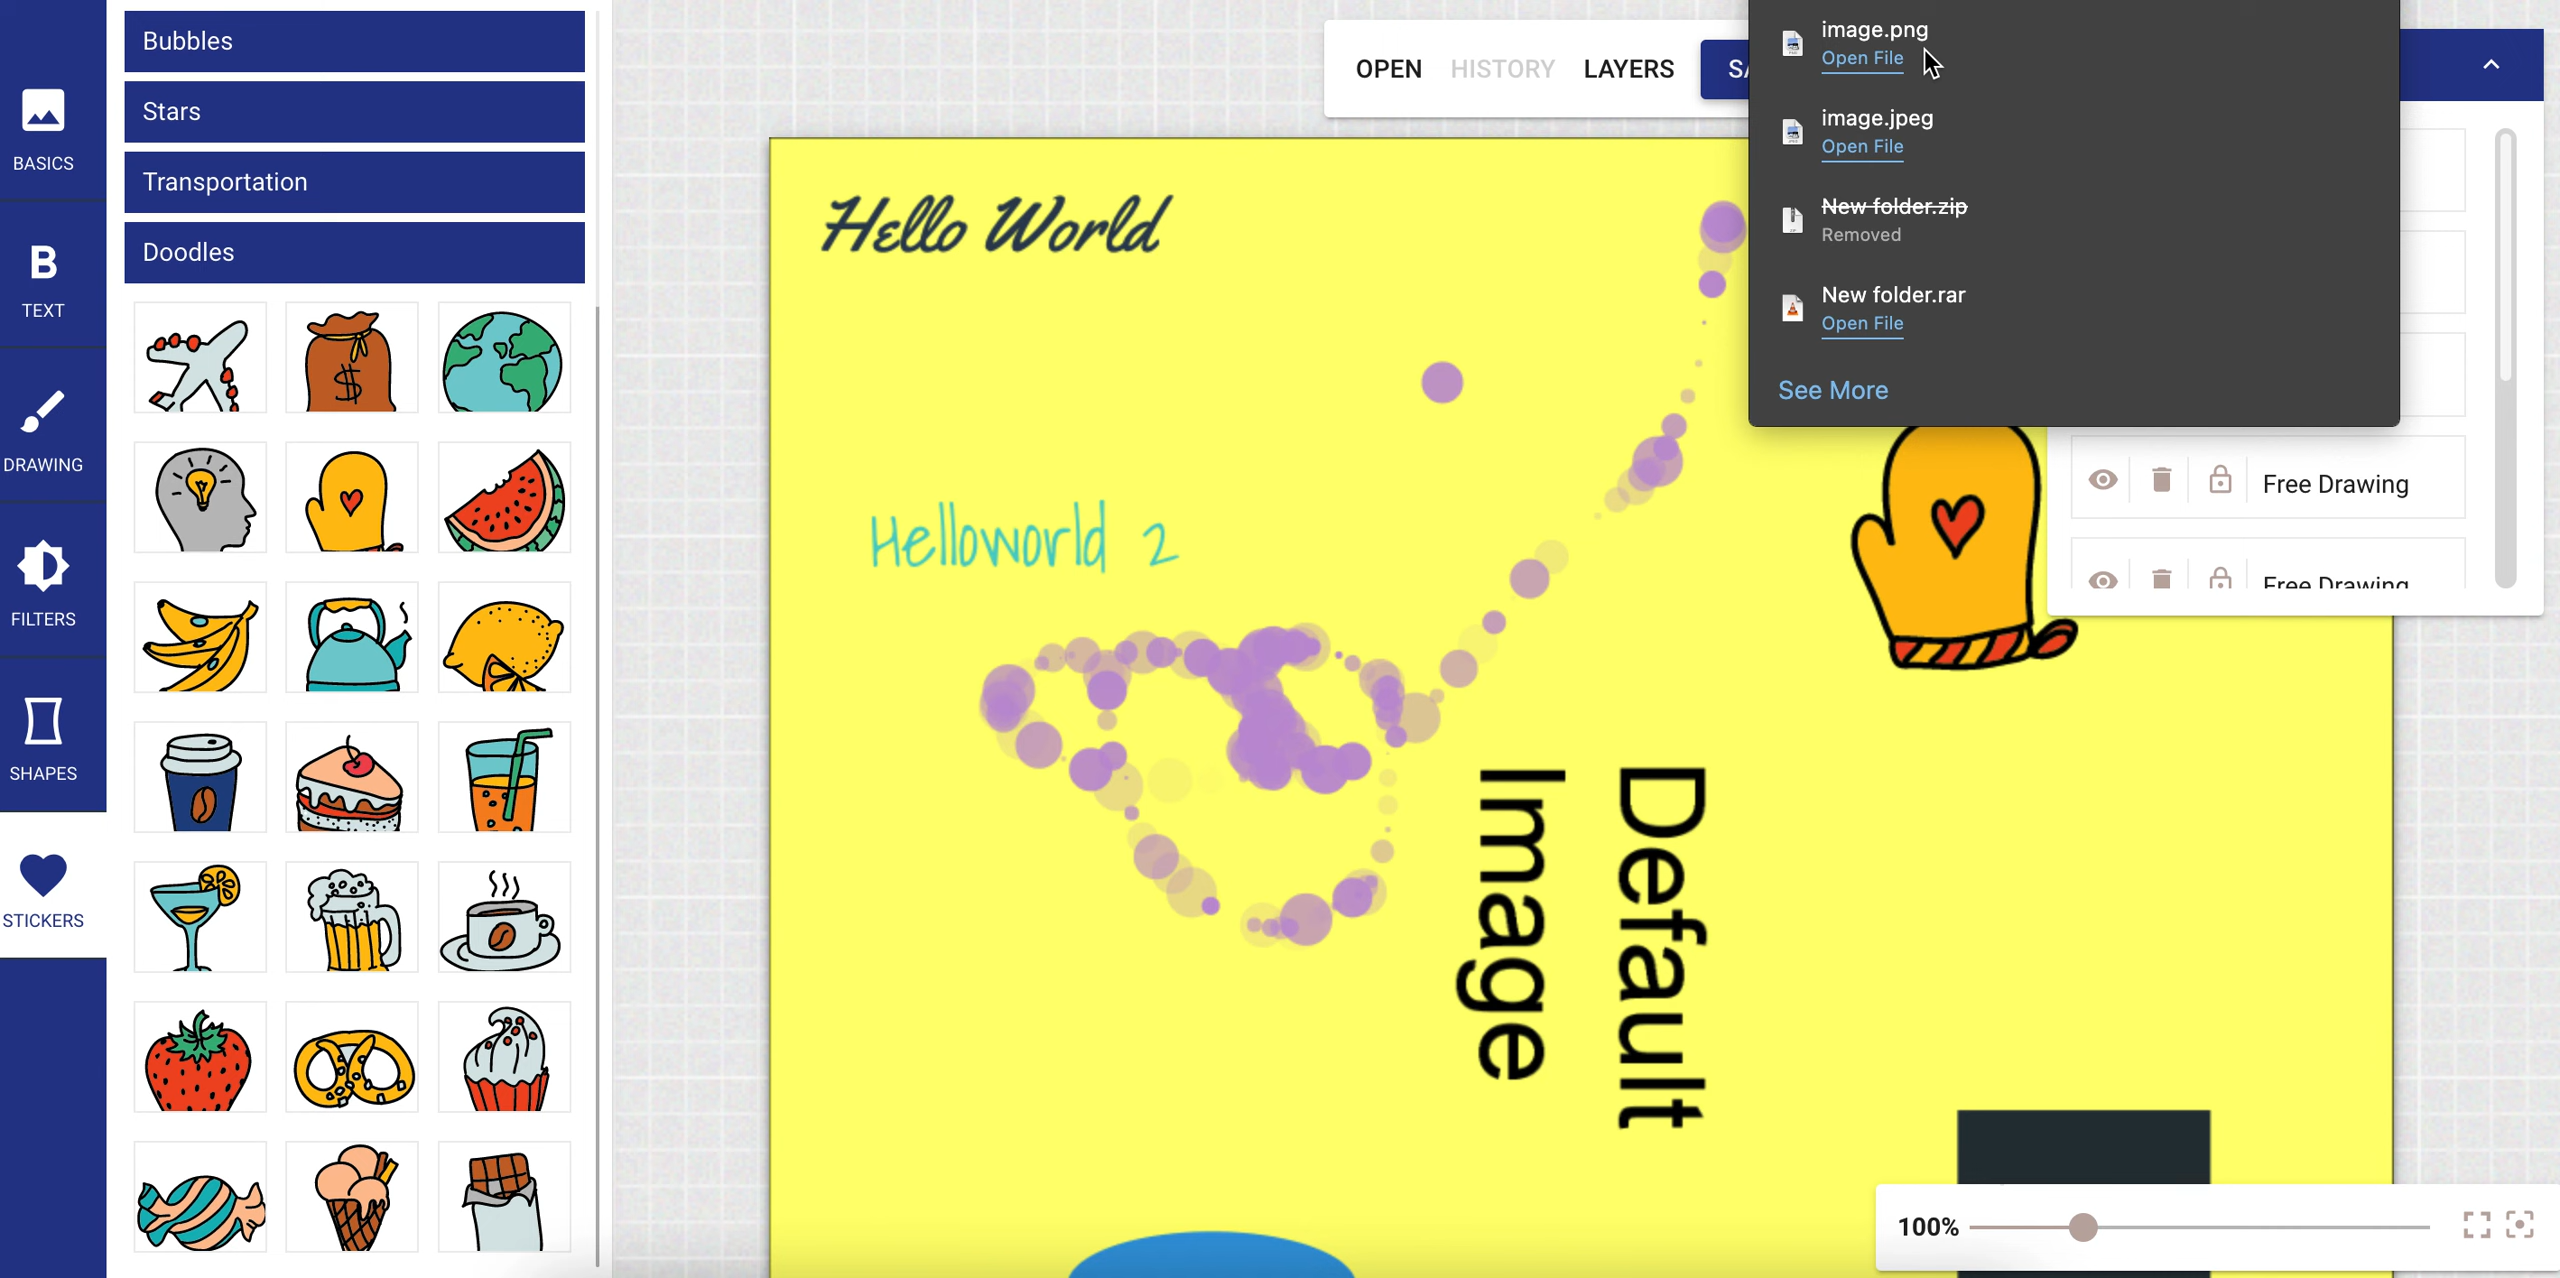 BASICS
TEXT
DRAWING
FILTERS
SHAPES
STICKERS
Bubbles
Stars
Transportation
Doodles
$
OPEN HISTORY LAYERS
image.png
Open File
image.jpeg
Open File
New folder.zip
Removed
New folder.rar
Open File
See More
Free Drawing
Free Drawing
Hello World
Helloworld 2
Default
Image
100%